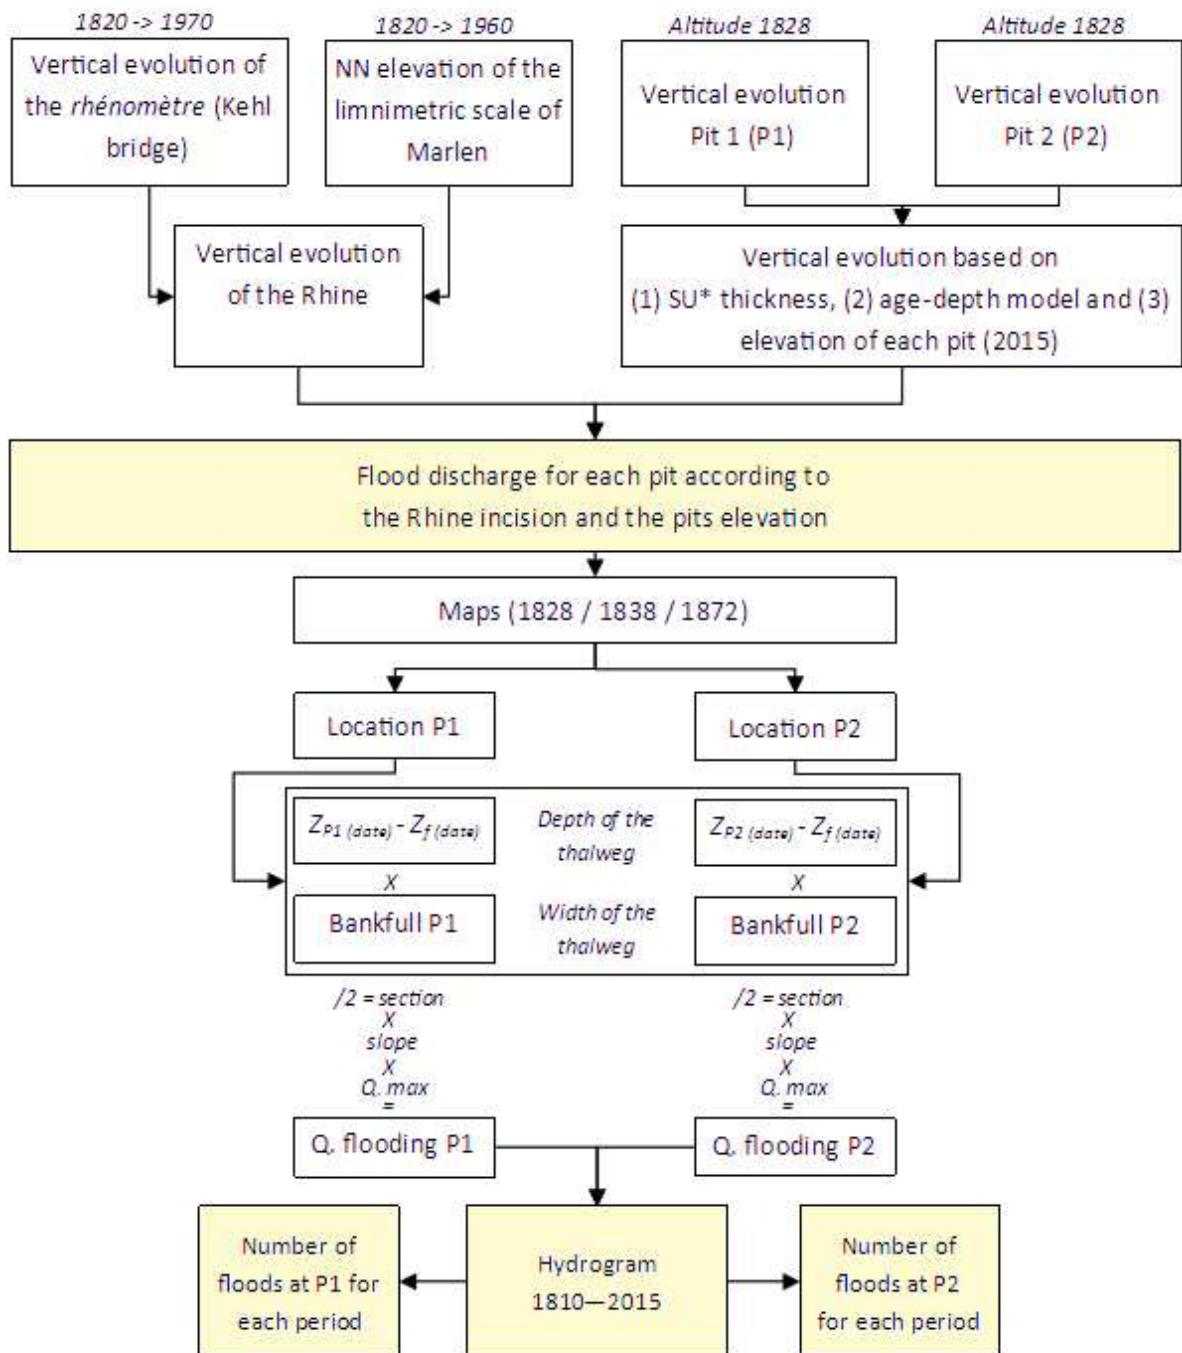 1820 -> 1970
1820 -> 1960
Altitude 1828
Altitude 1828
Vertical evolution of
the rhénomètre (Kehl
bridge)
NN elevation of the
limnimetric scale of
Marlen
Vertical evolution
Pit 1 (P1)
Vertical evolution
Pit 2 (P2)
Vertical evolution
of the Rhine
Vertical evolution based on
(1) SU* thickness, (2) age-depth model and (3)
elevation of each pit (2015)
Flood discharge for each pit according to
the Rhine incision and the pits elevation
Maps (1828 / 1838 / 1872)
Location P1
Location P2
Z P1 (date) - Z f (date)
X
Bankfull P1
Depth of the
thalweg
Width of the
thalweg
Z P2 (date) - Z f (date)
X
Bankfull P2
/2 = section
X
slope
X
Q. max
=
/2 = section
X
slope
X
Q. max
=
Q. flooding P1
Q. flooding P2
Number of
floods at P1 for
each period
Hydrogram
1810—2015
Number of
floods at P2
for each period